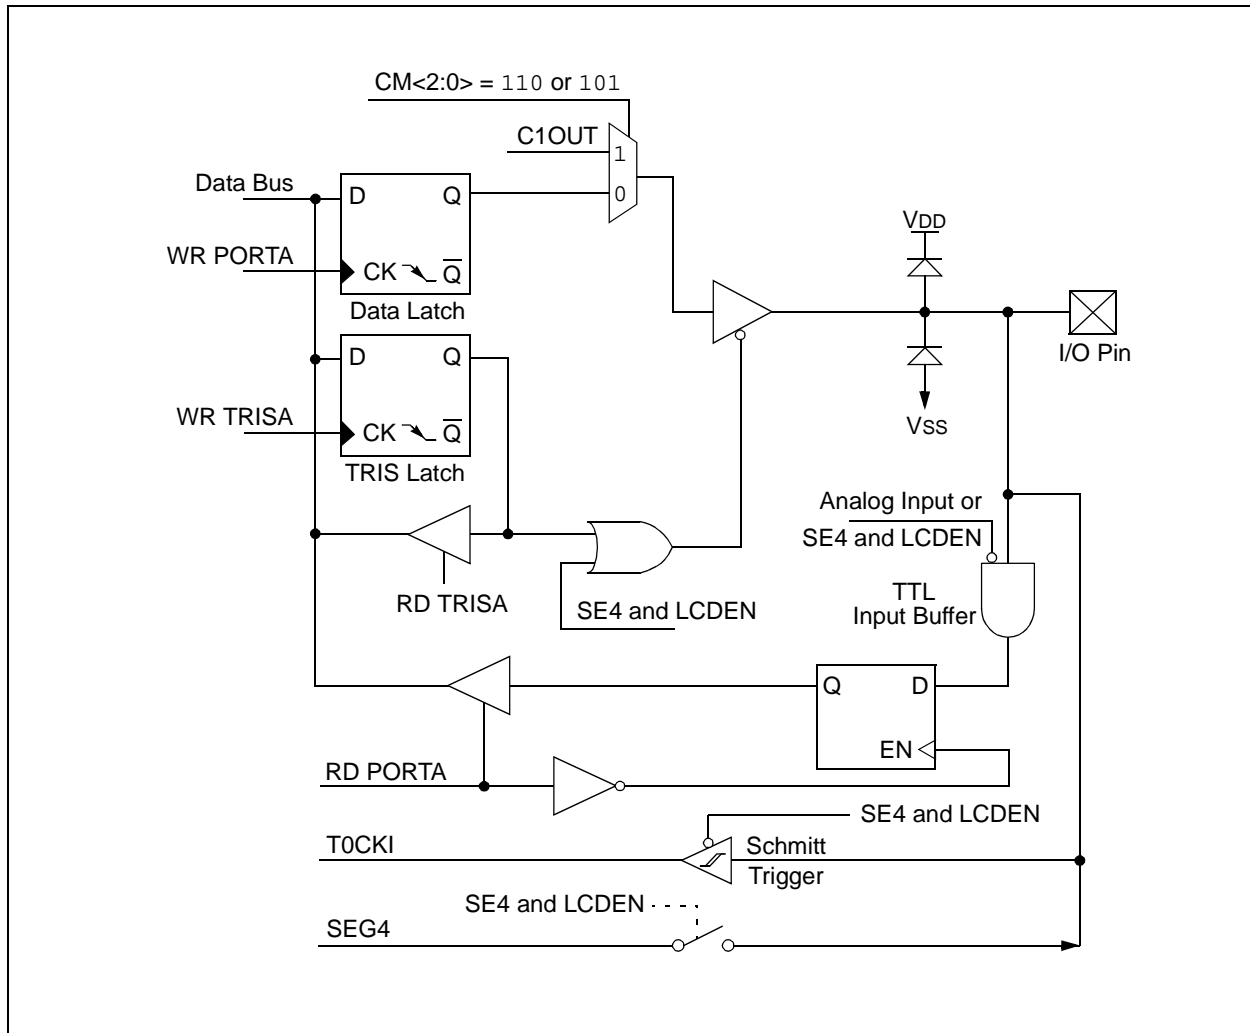 CM<2:0> = 110 or 101
C1OUT
1
0
Data Bus
D Q
WR PORTA
CK Q̅
Data Latch
VDD
I/O Pin
VSS
D Q
WR TRISA
CK Q̅
TRIS Latch
Analog Input or
SE4 and LCDEN
TTL
Input Buffer
RD TRISA
SE4 and LCDEN
Q D
EN
RD PORTA
SE4 and LCDEN
T0CKI
Schmitt
Trigger
SE4 and LCDEN
SEG4